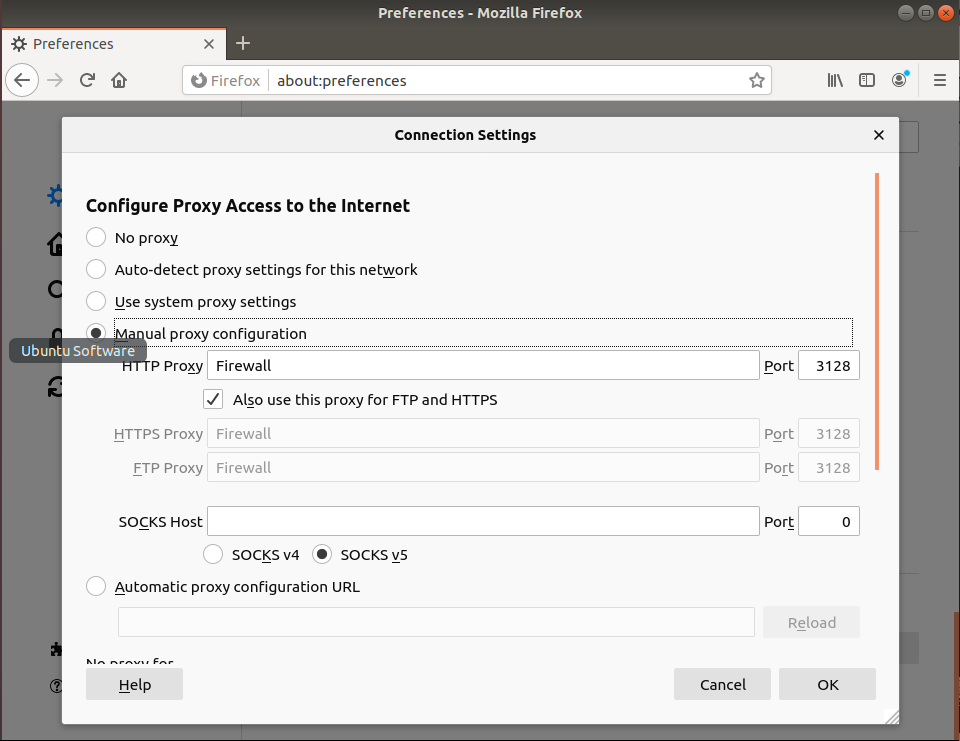 Preferences - Mozilla Firefox
Preferences
Firefox about:preferences
Connection Settings
Configure Proxy Access to the Internet
No proxy
Auto-detect proxy settings for this network
Use system proxy settings
Manual proxy configuration
Ubuntu Software
HTTP Proxy Firewall Port 3128
Also use this proxy for FTP and HTTPS
HTTPS Proxy Firewall Port 3128
FTP Proxy Firewall Port 3128
SOCKS Host Port 0
SOCKS v4 SOCKS v5
Automatic proxy configuration URL
Reload
No proxy for
Help Cancel OK